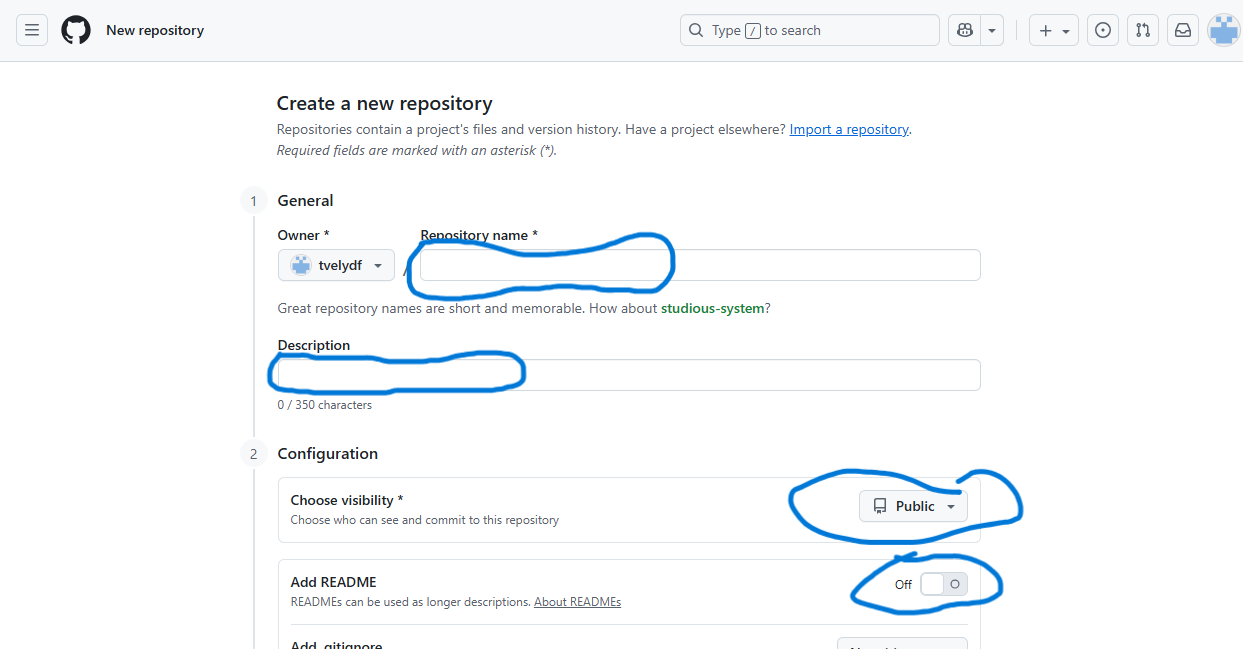 New repository
Type / to search
Create a new repository
Repositories contain a project's files and version history. Have a project elsewhere? Import a repository.
Required fields are marked with an asterisk (*).
1 General
Owner * Repository name *
tvelydf /
Great repository names are short and memorable. How about studious-system?
Description
0 / 350 characters
2 Configuration
Choose visibility * Public
Choose who can see and commit to this repository
Add README Off
READMEs can be used as longer descriptions. About READMEs
Add .gitignore